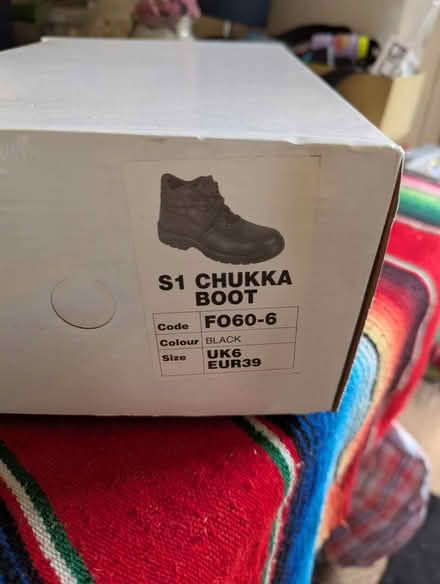 S1 CHUKKA
BOOT
Code FO60-6
Colour BLACK
Size UK6
EUR39